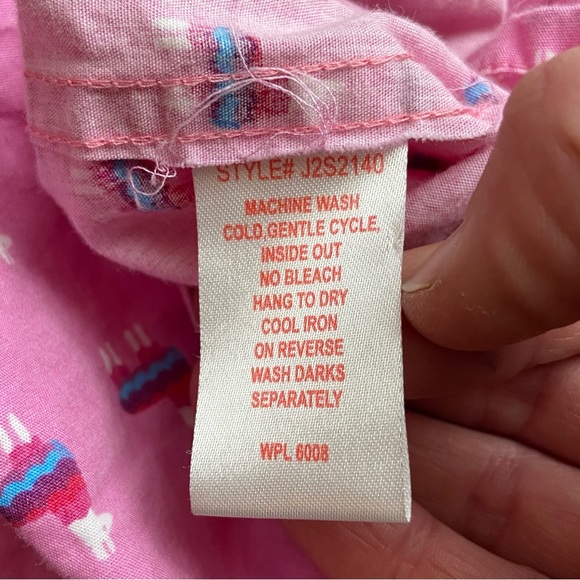 STYLE# J2S2140
MACHINE WASH
COLD,GENTLE CYCLE,
INSIDE OUT
NO BLEACH
HANG TO DRY
COOL IRON
ON REVERSE
WASH DARKS
SEPARATELY
WPL 6008